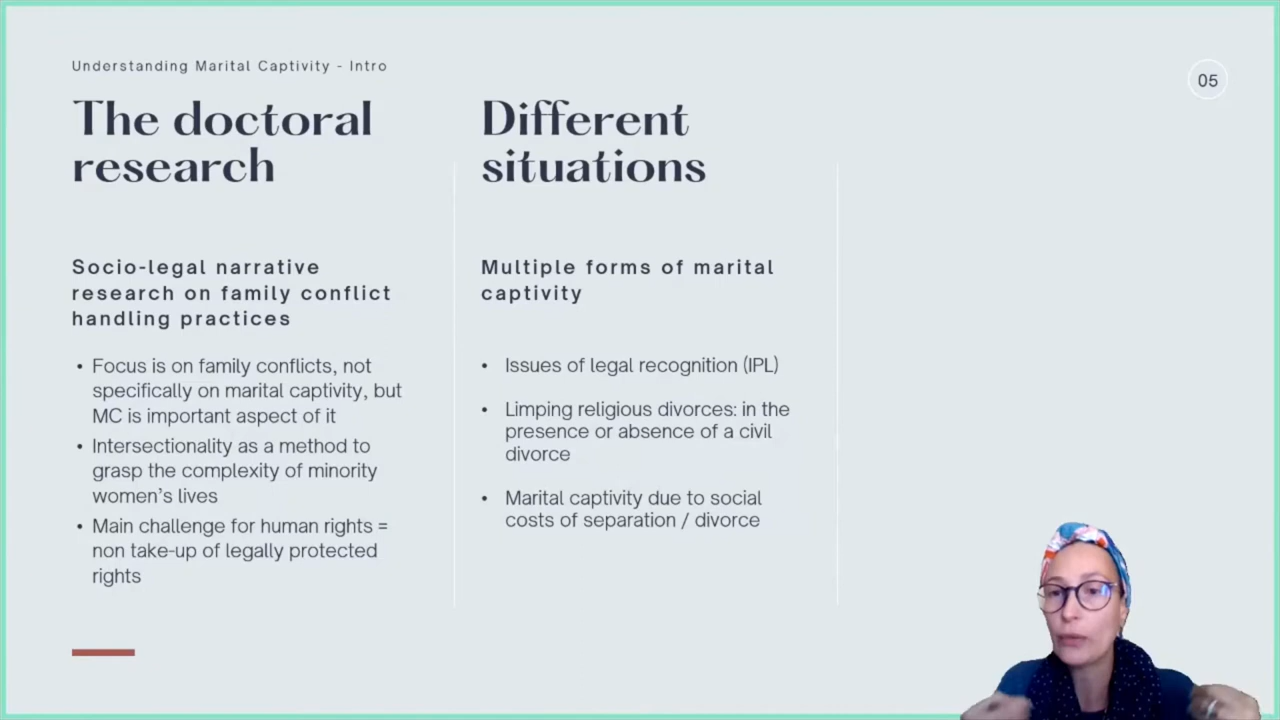 Understanding Marital Captivity - Intro
05
The doctoral
research
Socio-legal narrative
research on family conflict
handling practices
• Focus is on family conflicts, not
specifically on marital captivity, but
MC is important aspect of it
• Intersectionality as a method to
grasp the complexity of minority
women's lives
• Main challenge for human rights =
non take-up of legally protected
rights
Different
situations
Multiple forms of marital
captivity
• Issues of legal recognition (IPL)
• Limping religious divorces: in the
presence or absence of a civil
divorce
• Marital captivity due to social
costs of separation / divorce